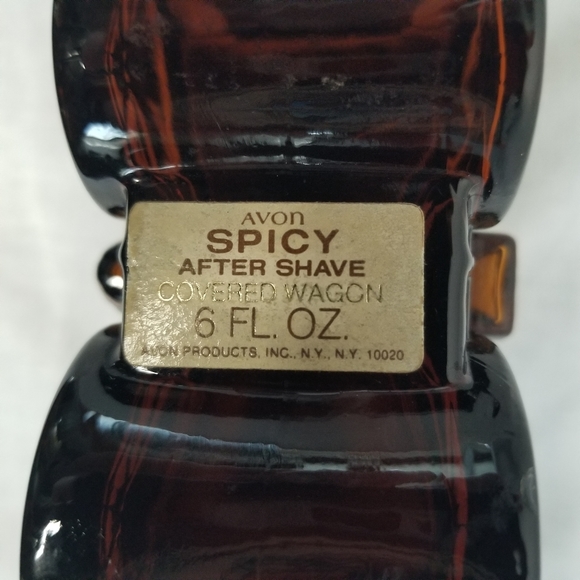 AVON
SPICY
AFTER SHAVE
COVERED WAGON
6 FL. OZ.
AVON PRODUCTS, INC., N.Y., N.Y. 10020